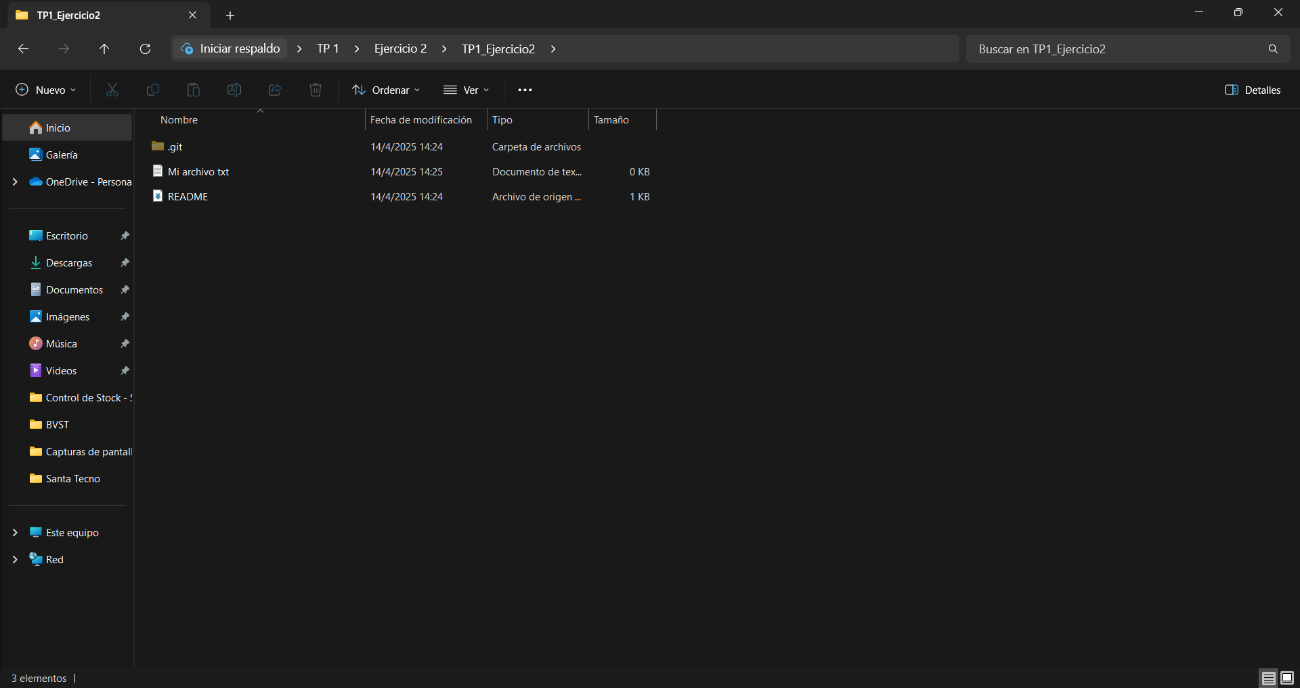 TP1_Ejercicio2
Iniciar respaldo > TP 1 > Ejercicio 2 > TP1_Ejercicio2 >
Buscar en TP1_Ejercicio2
Nuevo
Ordenar
Ver
Detalles
Inicio
Galería
OneDrive - Persona
Escritorio
Descargas
Documentos
Imágenes
Música
Videos
Control de Stock - S
BVST
Capturas de pantall
Santa Tecno
Este equipo
Red
Nombre Fecha de modificación Tipo Tamaño
.git 14/4/2025 14:24 Carpeta de archivos
Mi archivo txt 14/4/2025 14:25 Documento de tex... 0 KB
README 14/4/2025 14:24 Archivo de origen ... 1 KB
3 elementos